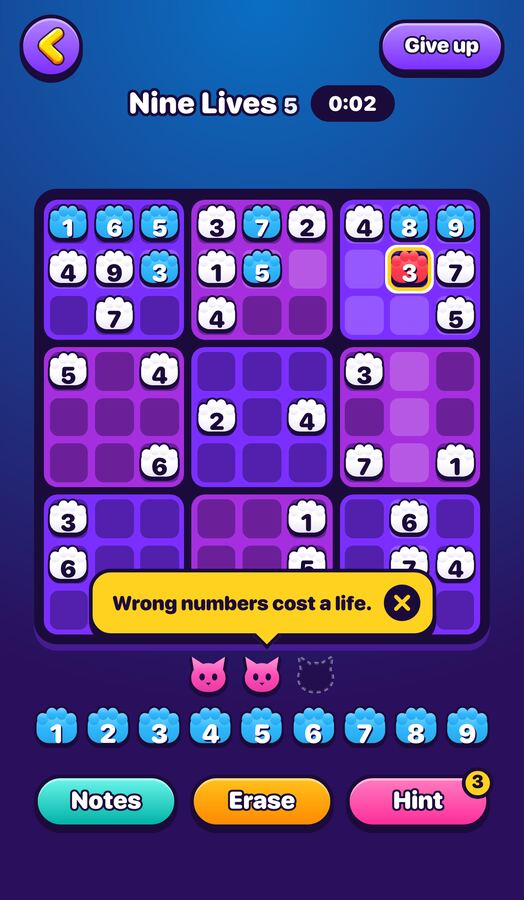 Give up
Nine Lives 5 0:02
1 6 5 3 7 2 4 8 9
4 9 3 1 5 3 7
7 4 5
5 4 3
2 4
6 7 1
3 1 6
6 5 7 4
Wrong numbers cost a life.
1 2 3 4 5 6 7 8 9
3
Notes Erase Hint